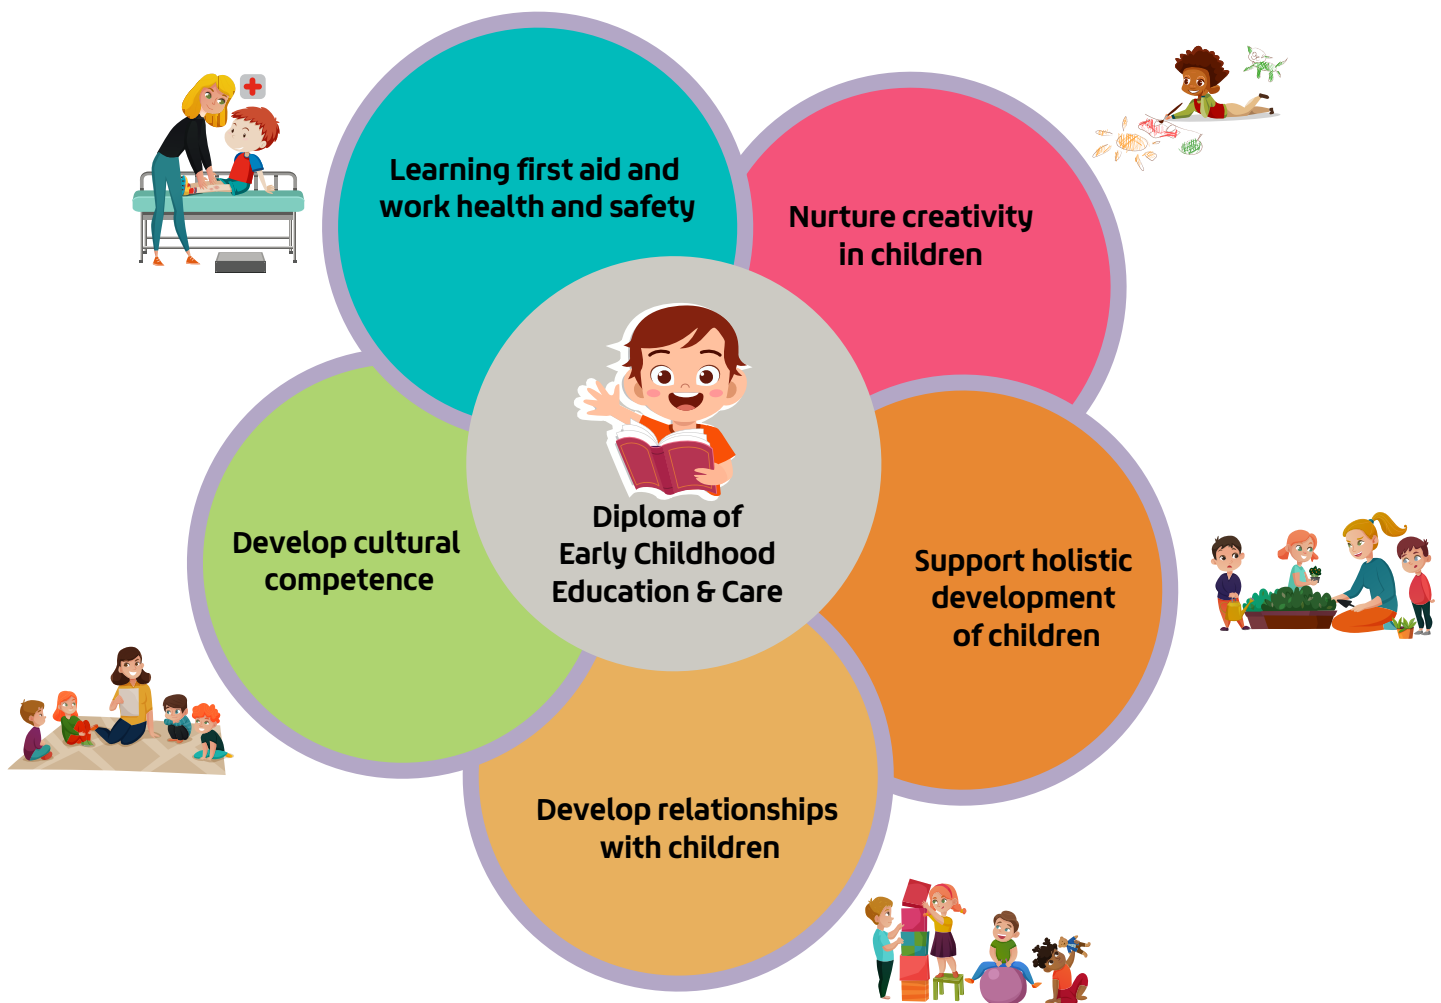 Learning first aid and
work health and safety
Nurture creativity
in children
Diploma of
Early Childhood
Education & Care
Develop cultural
competence
Support holistic
development
of children
Develop relationships
with children